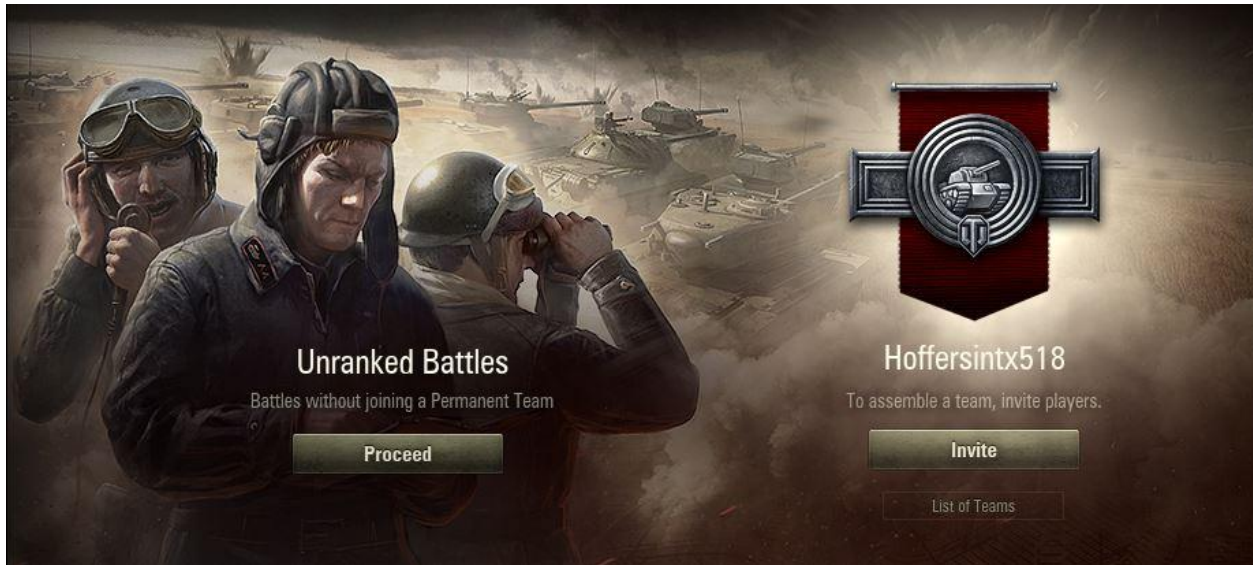 Unranked Battles
Battles without joining a Permanent Team
Proceed
Hoffersintx518
To assemble a team, invite players.
Invite
List of Teams